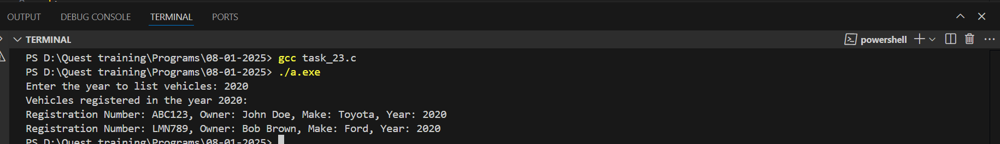 OUTPUT DEBUG CONSOLE TERMINAL PORTS
TERMINAL powershell
PS D:\Quest training\Programs\08-01-2025> gcc task_23.c
PS D:\Quest training\Programs\08-01-2025> ./a.exe
Enter the year to list vehicles: 2020
Vehicles registered in the year 2020:
Registration Number: ABC123, Owner: John Doe, Make: Toyota, Year: 2020
Registration Number: LMN789, Owner: Bob Brown, Make: Ford, Year: 2020
PS D:\Quest training\Programs\08-01-2025>